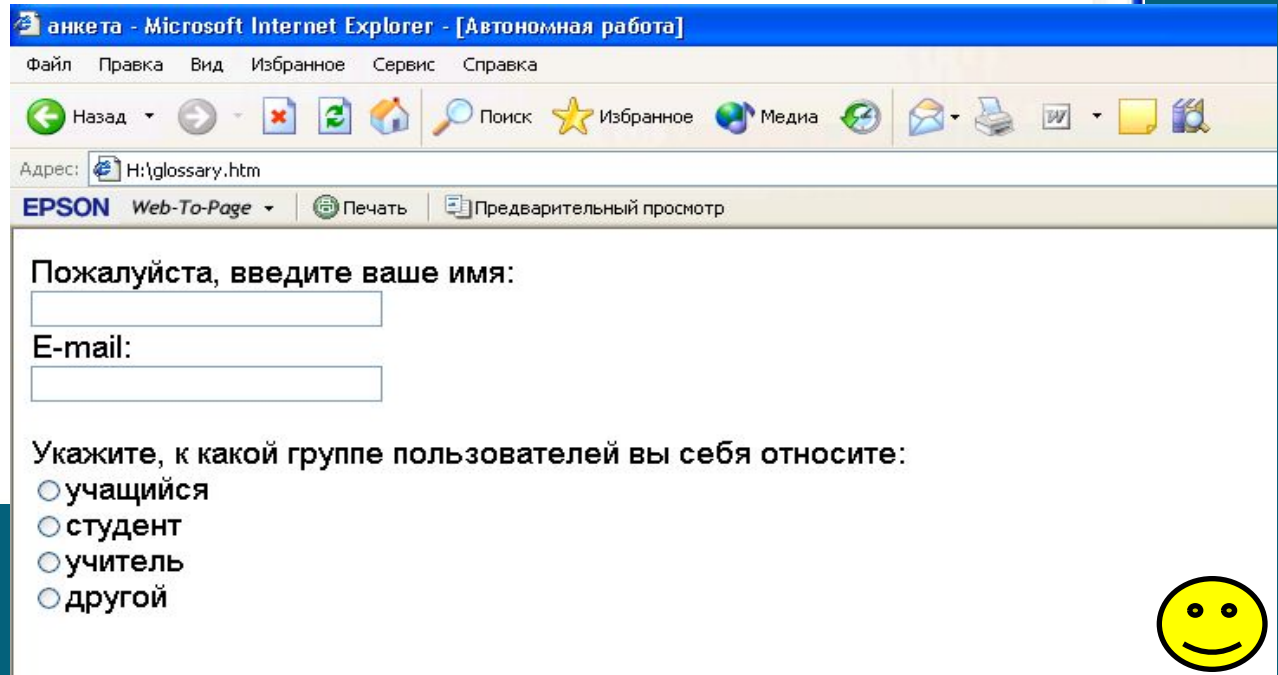 анкета - Microsoft Internet Explorer - [Автономная работа]
Файл Правка Вид Избранное Сервис Справка
Назад Поиск Избранное Медиа
Адрес: H:\glossary.htm
EPSON Web-To-Page Печать Предварительный просмотр
Пожалуйста, введите ваше имя:
E-mail:
Укажите, к какой группе пользователей вы себя относите:
учащийся
студент
учитель
другой